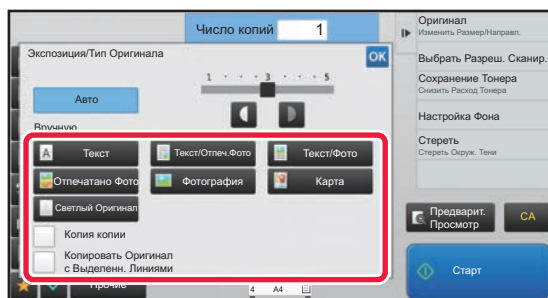 Число копий 1
Экспозиция/Тип Оригинала
OK
1 3 5
Авто
Вручную
A Текст
Текст/Отпеч.Фото
Текст/Фото
Отпечатано Фото
Фотография
Карта
Светлый Оригинал
Копия копии
Копировать Оригинал
с Выделенн. Линиями
Прочие
4 A4
Оригинал
Изменить Размер/Направл.
Выбрать Разреш. Сканир.
Сохранение Тонера
Снизить Расход Тонера
Настройка Фона
Стереть
Стереть Окруж. Тени
Предварит.
Просмотр
CA
Старт